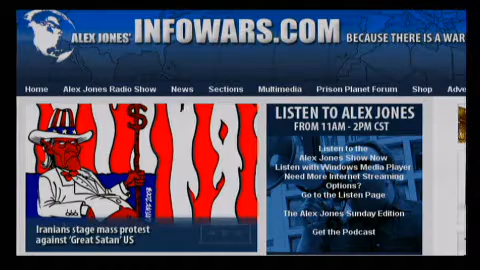 ALEX JONES' INFOWARS.COM BECAUSE THERE IS A WAR
Home Alex Jones Radio Show News Sections Multimedia Prison Planet Forum Shop Adve
$
LISTEN TO ALEX JONES
FROM 11AM - 2PM CST
Listen to the
Alex Jones Show Now
Listen with Windows Media Player
Need More Internet Streaming
Options?
Go to the Listen Page
The Alex Jones Sunday Edition
Get the Podcast
Iranians stage mass protest
against 'Great Satan' US